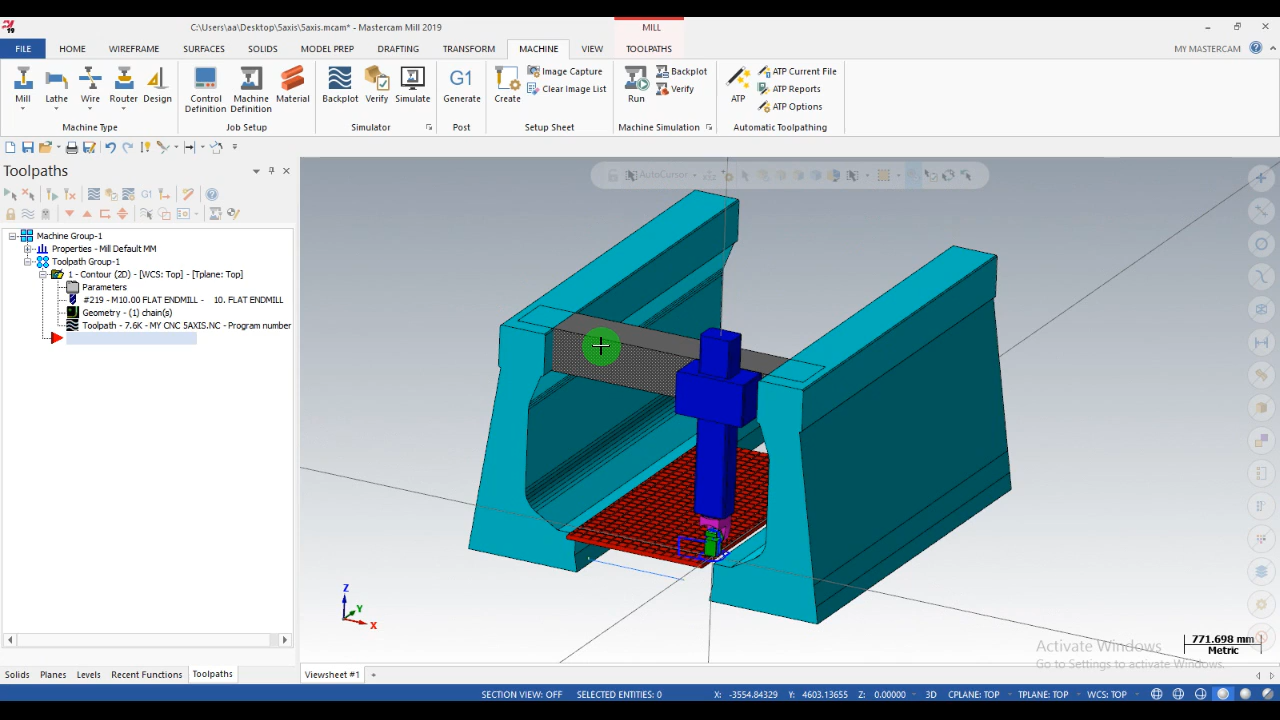 C:\Users\aa\Desktop\5axis\5axis.mcam* - Mastercam Mill 2019
MILL
FILE HOME WIREFRAME SURFACES SOLIDS MODEL PREP DRAFTING TRANSFORM MACHINE VIEW TOOLPATHS MY MASTERCAM
Mill Lathe Wire Router Design
Machine Type
Control Definition Machine Definition Material
Job Setup
Backplot Verify Simulate
Simulator
G1
Generate
Post
Create Image Capture
Clear Image List
Setup Sheet
Run Backplot
Verify
Machine Simulation
ATP ATP Current File
ATP Reports
ATP Options
Automatic Toolpathing
Toolpaths
G1
AutoCursor
Machine Group-1
Properties - Mill Default MM
Toolpath Group-1
1 - Contour (2D) - [WCS: Top] - [Tplane: Top]
Parameters
#219 - M10.00 FLAT ENDMILL - 10. FLAT ENDMILL
Geometry - (1) chain(s)
Toolpath - 7.6K - MY CNC 5AXIS.NC - Program number
Z
Y
X
771.698 mm
Metric
Activate Windows
Go to Settings to activate Windows.
Solids Planes Levels Recent Functions Toolpaths
Viewsheet #1 +
SECTION VIEW: OFF SELECTED ENTITIES: 0 X: -3554.84329 Y: 4603.13655 Z: 0.00000 3D CPLANE: TOP TPLANE: TOP WCS: TOP